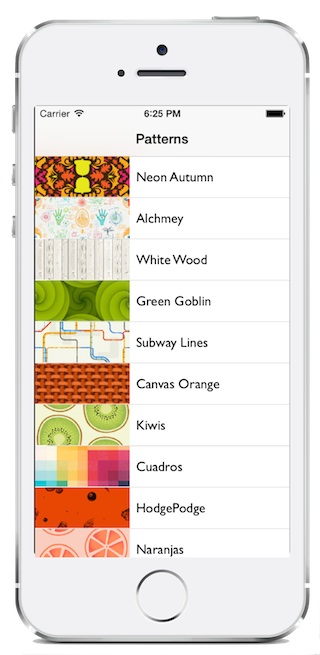 Carrier 6:25 PM
Patterns
Neon Autumn
Alchmey
White Wood
Green Goblin
Subway Lines
Canvas Orange
Kiwis
Cuadros
HodgePodge
Naranjas